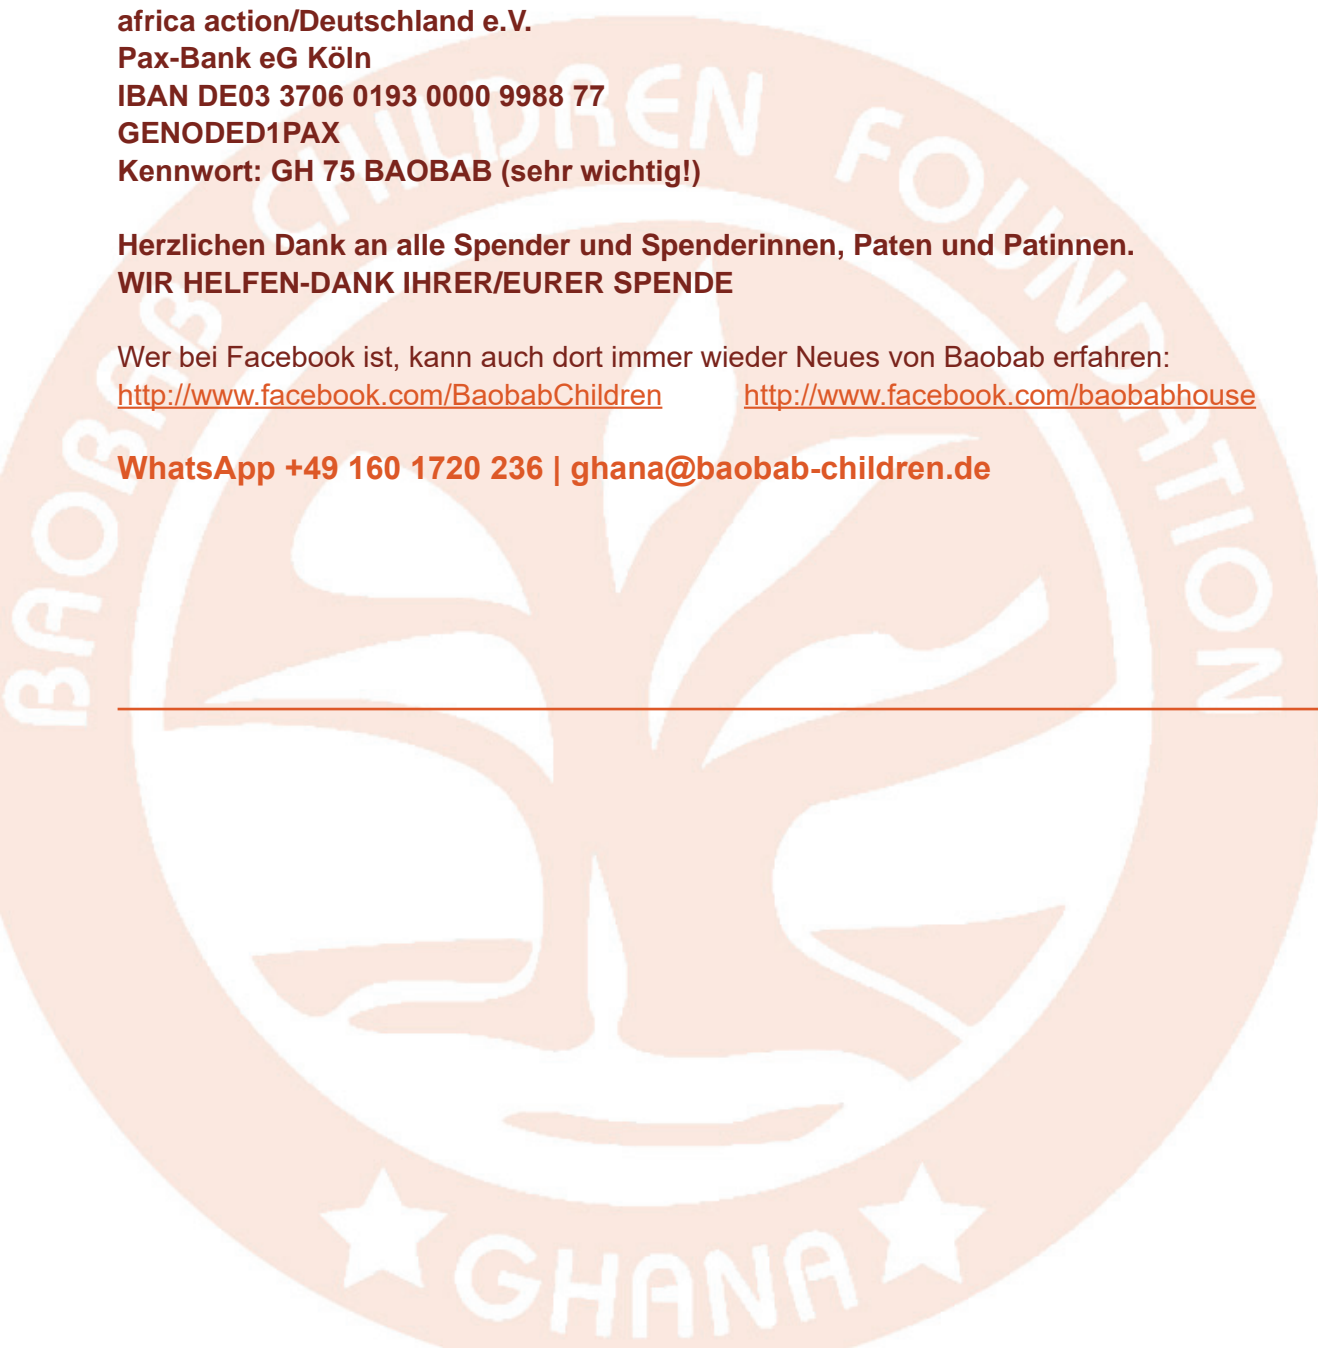 africa action/Deutschland e.V.
Pax-Bank eG Köln
IBAN DE03 3706 0193 0000 9988 77
GENODED1PAX
Kennwort: GH 75 BAOBAB (sehr wichtig!)
Herzlichen Dank an alle Spender und Spenderinnen, Paten und Patinnen.
WIR HELFEN-DANK IHRER/EURER SPENDE
Wer bei Facebook ist, kann auch dort immer wieder Neues von Baobab erfahren:
http://www.facebook.com/BaobabChildren http://www.facebook.com/baobabhouse
WhatsApp +49 160 1720 236 | ghana@baobab-children.de
BAOBAB CHILDREN FOUNDATION
GHANA